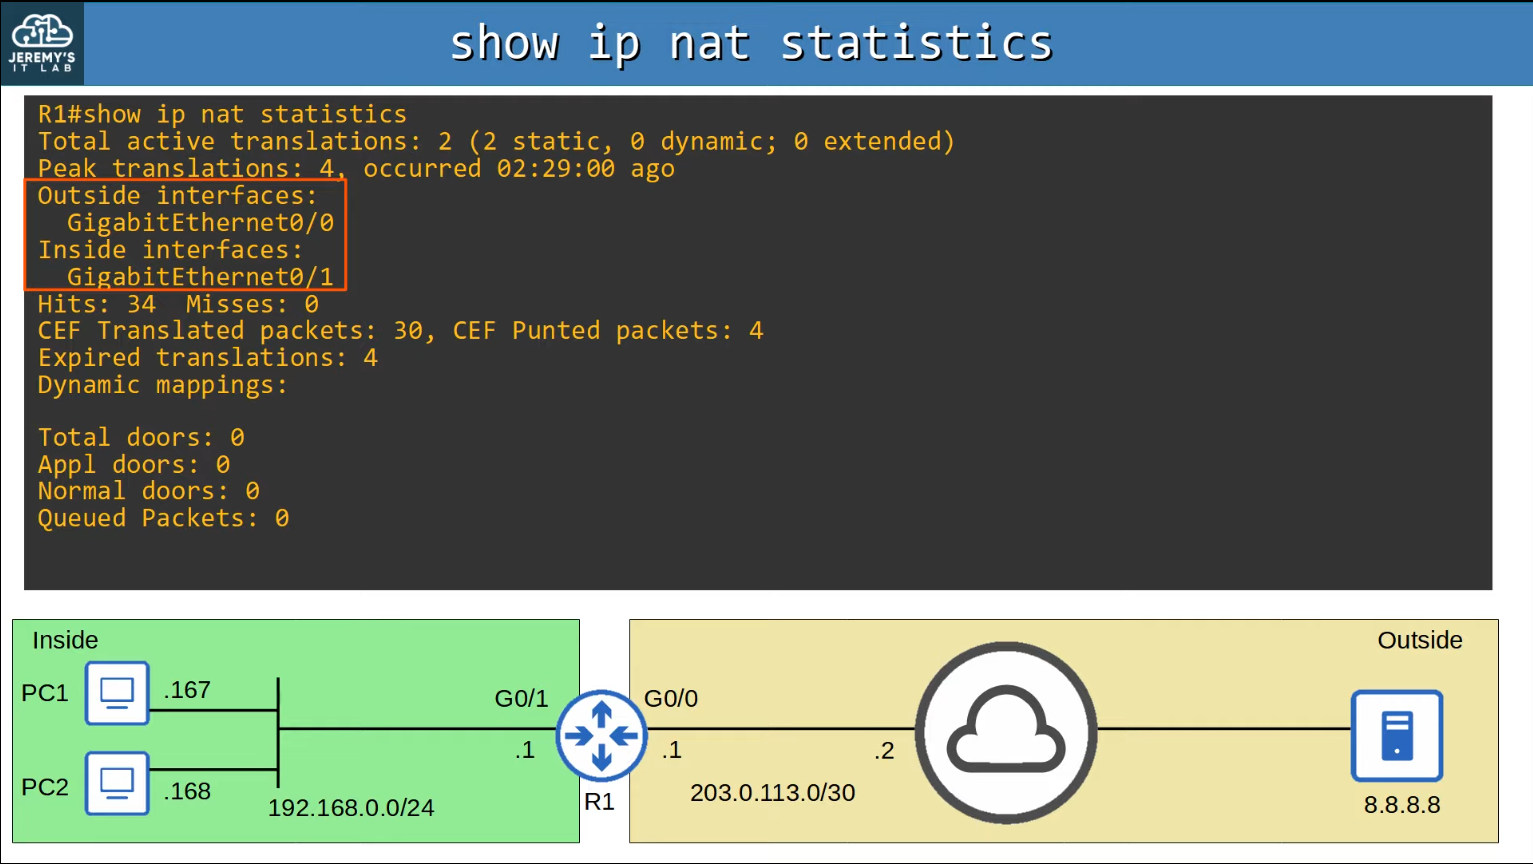 JEREMY'S
IT LAB
show ip nat statistics
R1#show ip nat statistics
Total active translations: 2 (2 static, 0 dynamic; 0 extended)
Peak translations: 4, occurred 02:29:00 ago
Outside interfaces:
  GigabitEthernet0/0
Inside interfaces:
  GigabitEthernet0/1
Hits: 34  Misses: 0
CEF Translated packets: 30, CEF Punted packets: 4
Expired translations: 4
Dynamic mappings:
Total doors: 0
Appl doors: 0
Normal doors: 0
Queued Packets: 0
Inside
PC1
.167
PC2
.168
192.168.0.0/24
G0/1
.1
R1
G0/0
.1
.2
203.0.113.0/30
Outside
8.8.8.8